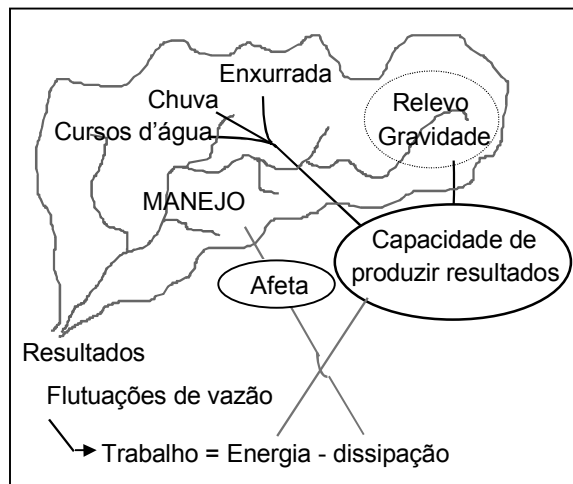 Enxurrada
Chuva
Cursos d'água
Relevo
Gravidade
MANEJO
Capacidade de
produzir resultados
Afeta
Resultados
Flutuações de vazão
Trabalho = Energia - dissipação